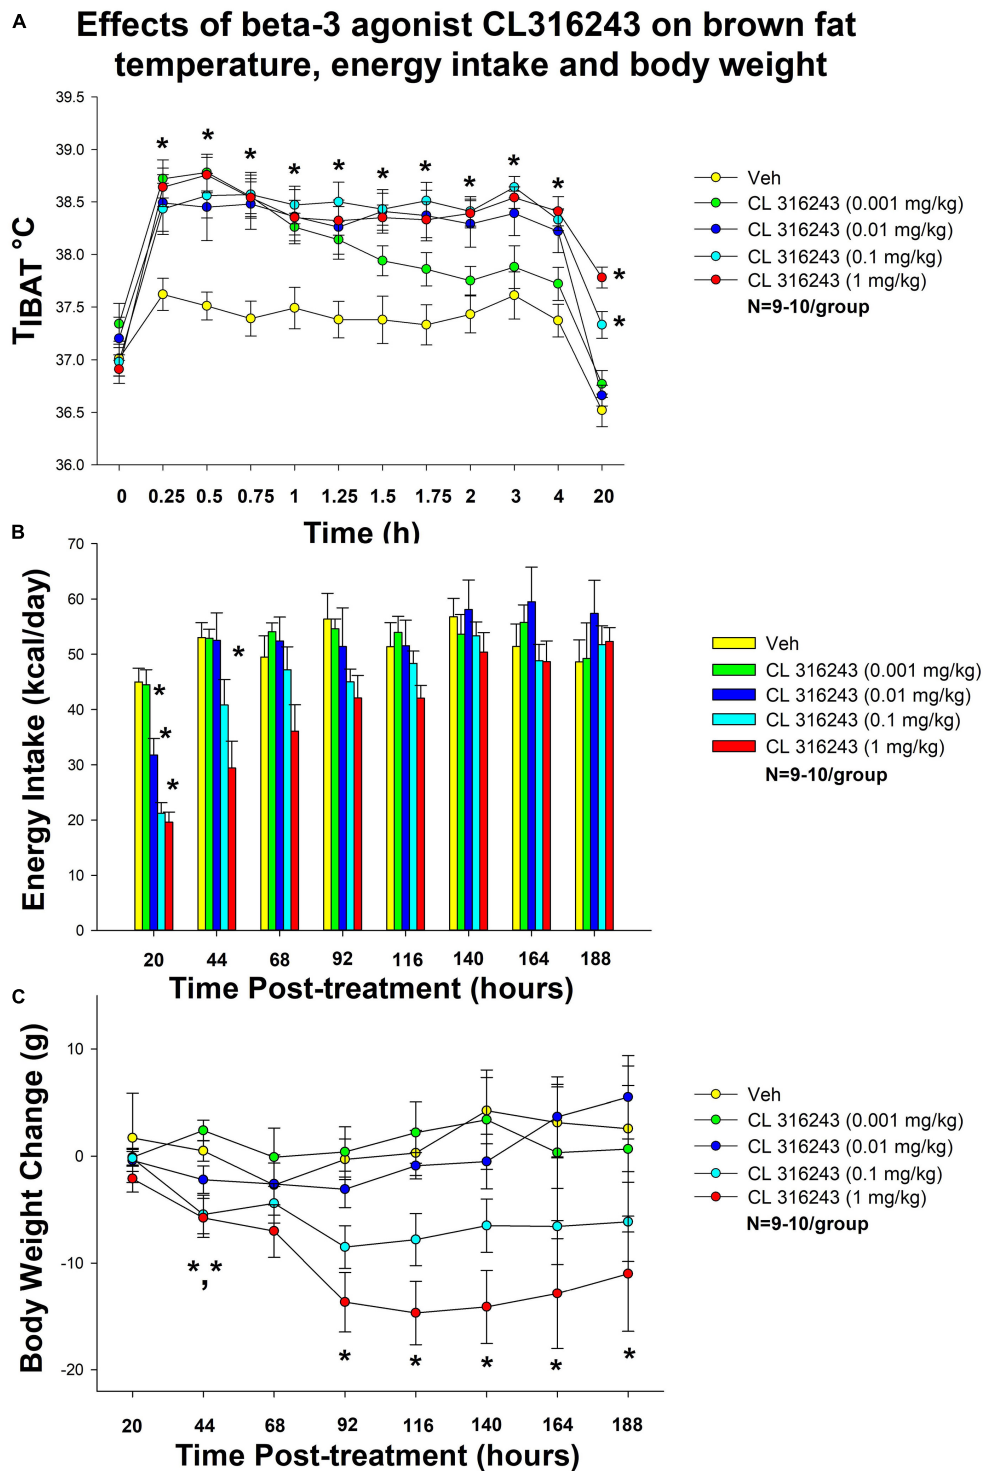 A
Effects of beta-3 agonist CL316243 on brown fat
temperature, energy intake and body weight
TIBAT °C
39.5
39.0
38.5
38.0
37.5
37.0
36.5
36.0
* * * * * * * * * *
*
*
0 0.25 0.5 0.75 1 1.25 1.5 1.75 2 3 4 20
Time (h)
Veh
CL 316243 (0.001 mg/kg)
CL 316243 (0.01 mg/kg)
CL 316243 (0.1 mg/kg)
CL 316243 (1 mg/kg)
N=9-10/group
B
Energy Intake (kcal/day)
70
60
50
40
30
20
10
0
*
*
*
*
20 44 68 92 116 140 164 188
Time Post-treatment (hours)
Veh
CL 316243 (0.001 mg/kg)
CL 316243 (0.01 mg/kg)
CL 316243 (0.1 mg/kg)
CL 316243 (1 mg/kg)
N=9-10/group
C
Body Weight Change (g)
10
0
-10
-20
*,*
* * * * *
20 44 68 92 116 140 164 188
Time Post-treatment (hours)
Veh
CL 316243 (0.001 mg/kg)
CL 316243 (0.01 mg/kg)
CL 316243 (0.1 mg/kg)
CL 316243 (1 mg/kg)
N=9-10/group